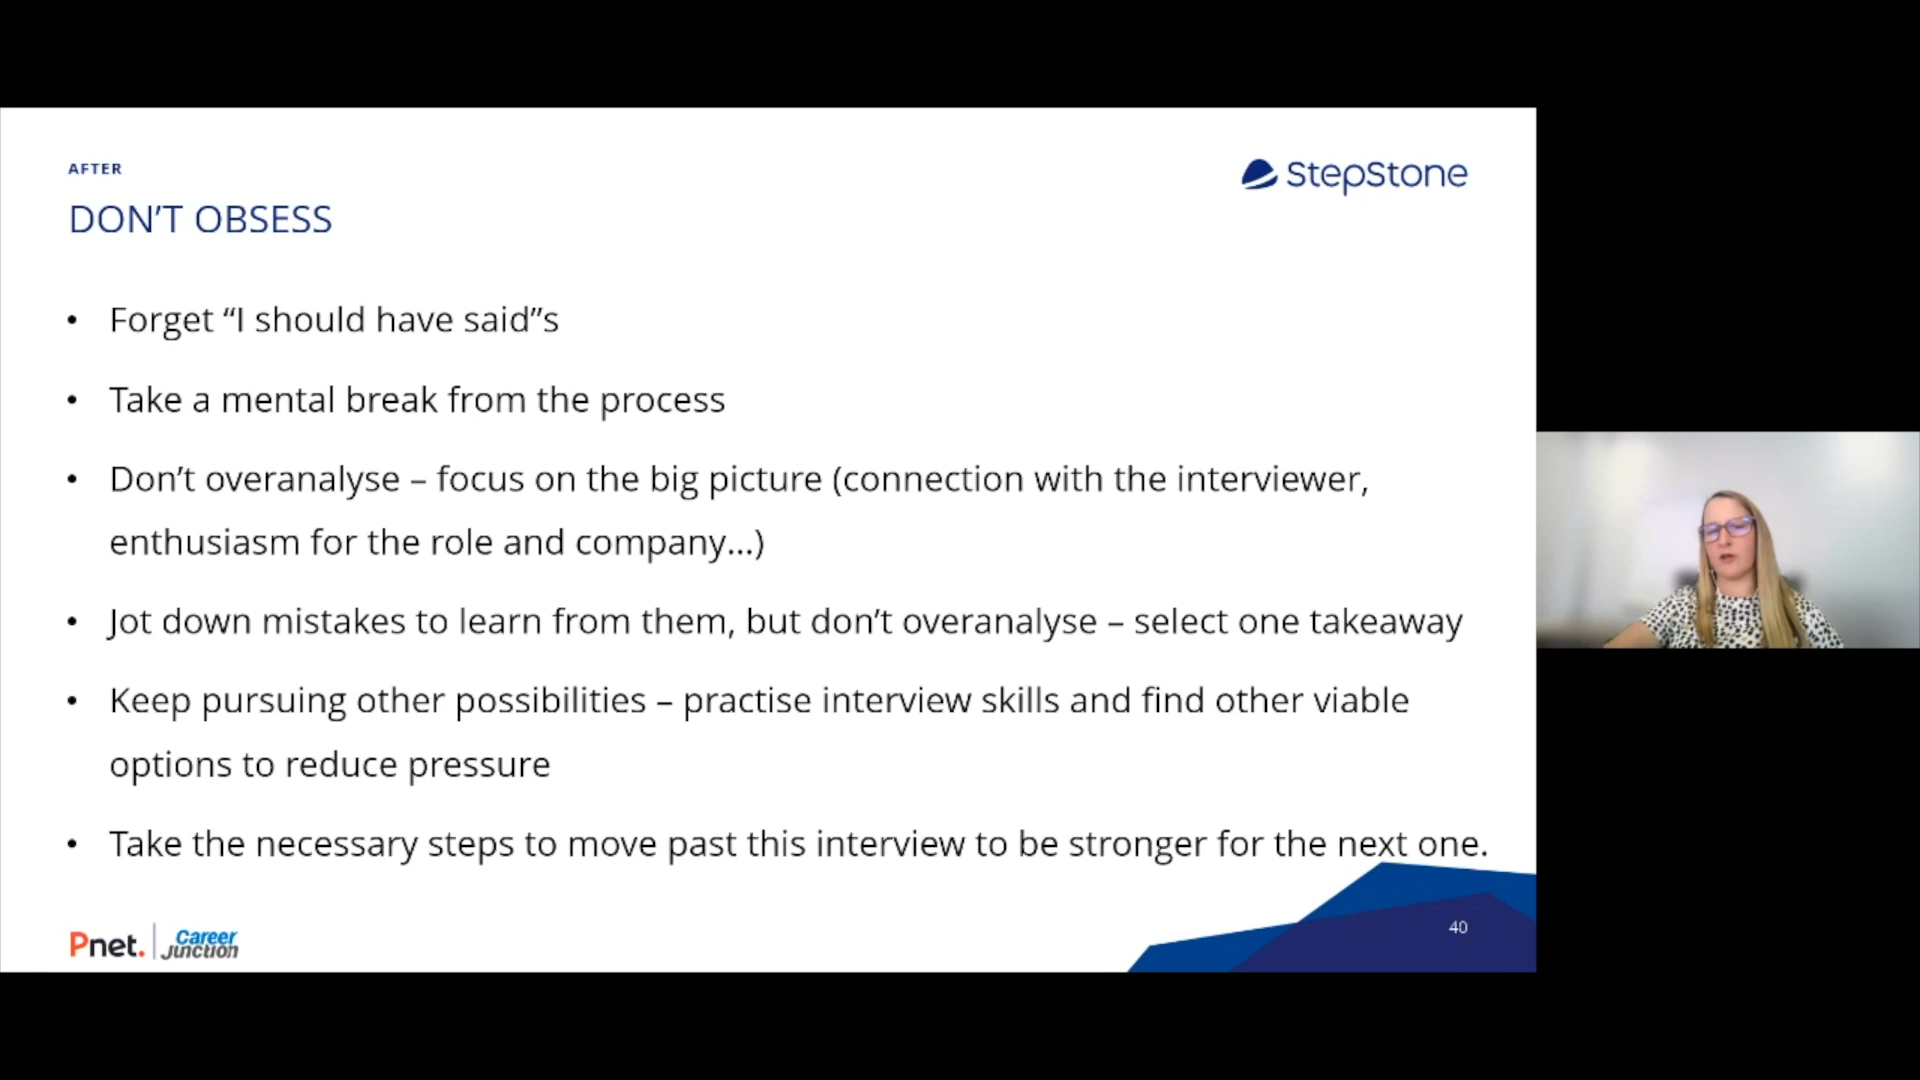 AFTER
StepStone
DON’T OBSESS
• Forget “I should have said”s
• Take a mental break from the process
• Don’t overanalyse – focus on the big picture (connection with the interviewer,
enthusiasm for the role and company…)
• Jot down mistakes to learn from them, but don’t overanalyse – select one takeaway
• Keep pursuing other possibilities – practise interview skills and find other viable
options to reduce pressure
• Take the necessary steps to move past this interview to be stronger for the next one.
40
Pnet. Career
Junction